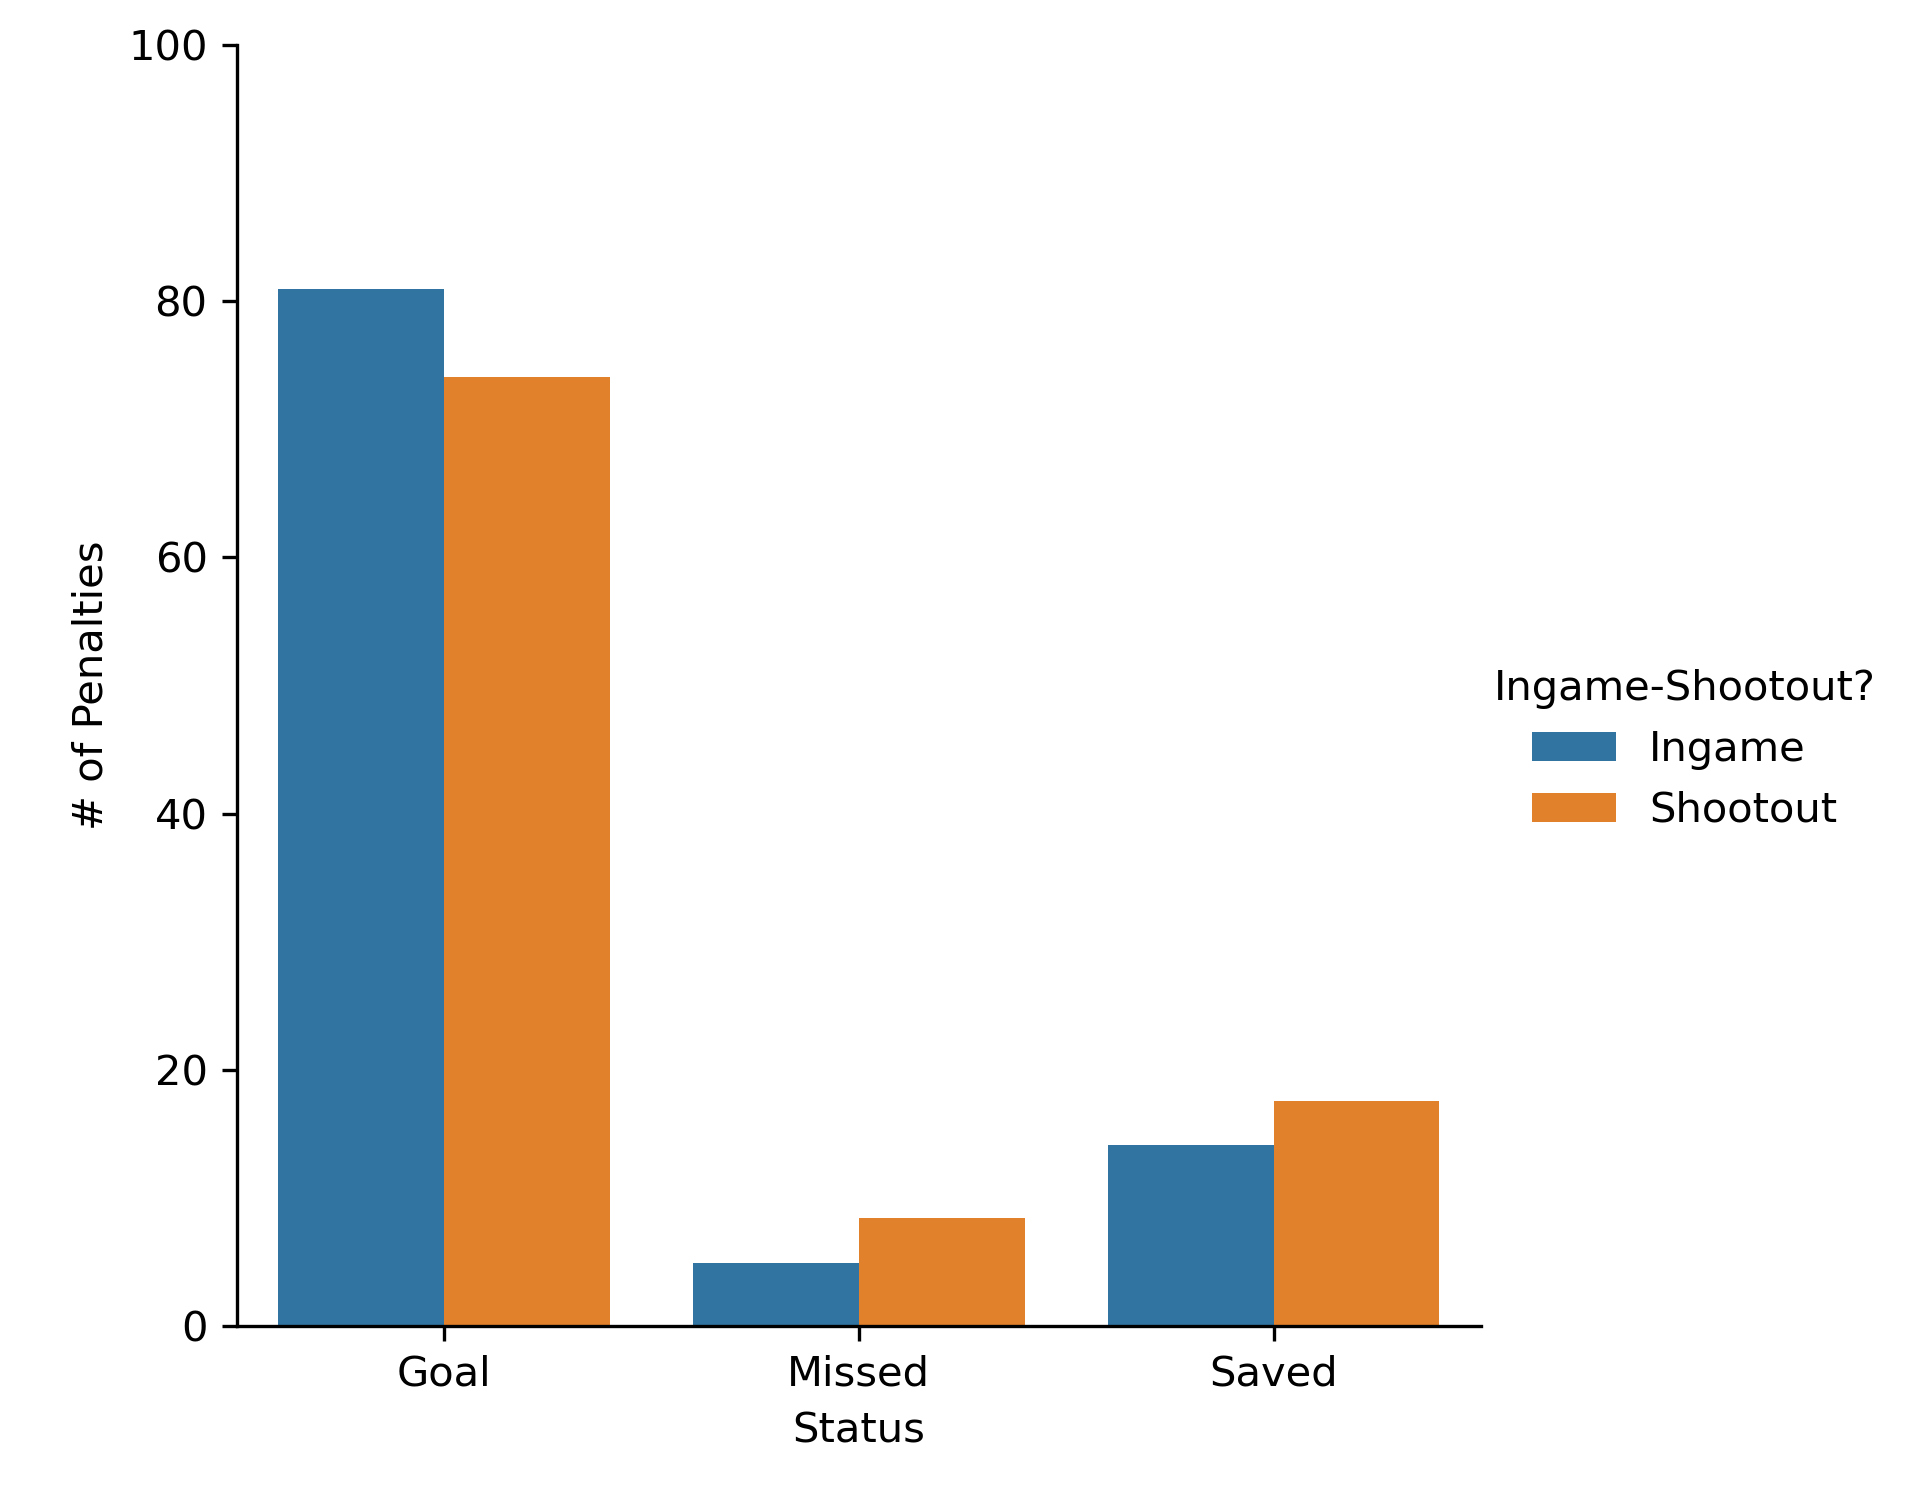 100
80
60
40
20
0
# of Penalties
Goal
Missed
Saved
Status
Ingame-Shootout?
Ingame
Shootout